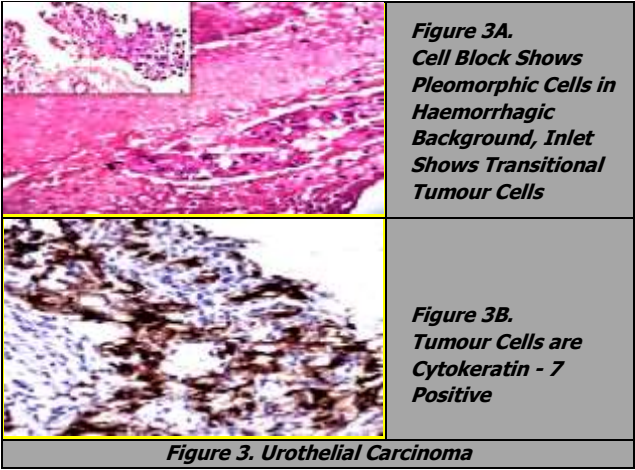 Figure 3A.
Cell Block Shows
Pleomorphic Cells in
Haemorrhagic
Background, Inlet
Shows Transitional
Tumour Cells
Figure 3B.
Tumour Cells are
Cytokeratin - 7
Positive
Figure 3. Urothelial Carcinoma